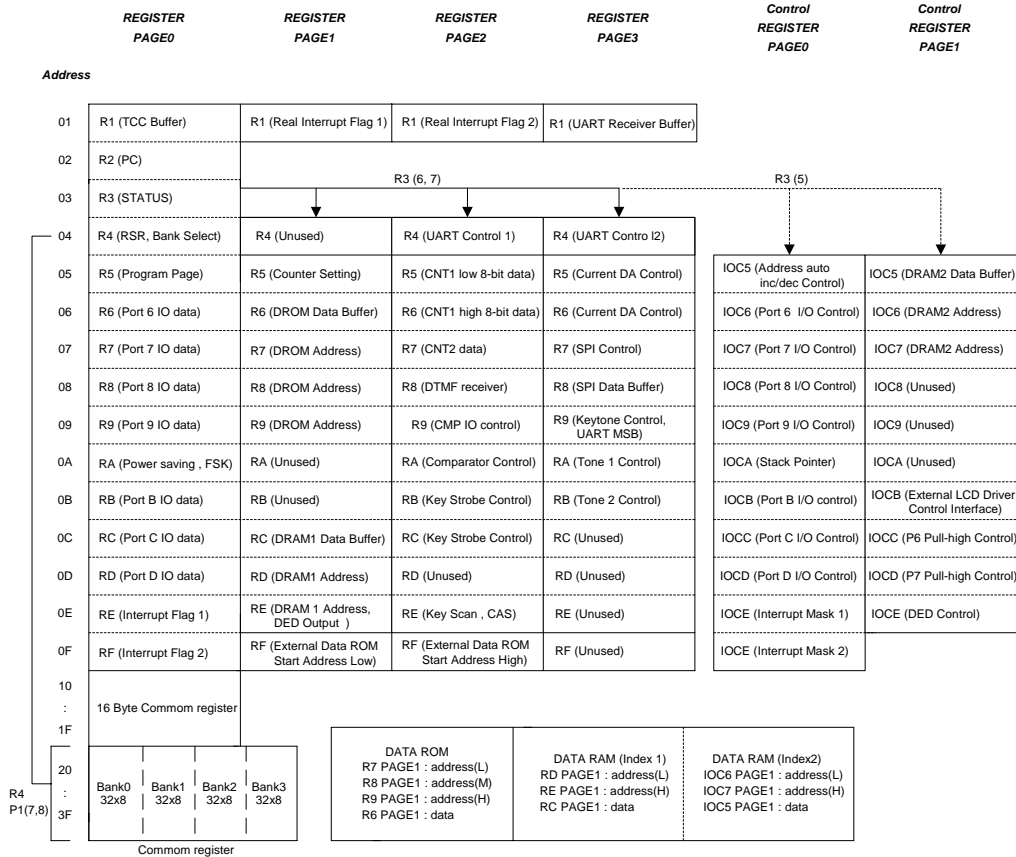 REGISTER PAGE0
REGISTER PAGE1
REGISTER PAGE2
REGISTER PAGE3
Control REGISTER PAGE0
Control REGISTER PAGE1
Address
01
R1 (TCC Buffer)
R1 (Real Interrupt Flag 1)
R1 (Real Interrupt Flag 2)
R1 (UART Receiver Buffer)
02
R2 (PC)
R3 (6, 7)
R3 (5)
03
R3 (STATUS)
04
R4 (RSR, Bank Select)
R4 (Unused)
R4 (UART Control 1)
R4 (UART Contro l2)
05
R5 (Program Page)
R5 (Counter Setting)
R5 (CNT1 low 8-bit data)
R5 (Current DA Control)
IOC5 (Address auto
inc/dec Control)
IOC5 (DRAM2 Data Buffer)
06
R6 (Port 6 IO data)
R6 (DROM Data Buffer)
R6 (CNT1 high 8-bit data)
R6 (Current DA Control)
IOC6 (Port 6 I/O Control)
IOC6 (DRAM2 Address)
07
R7 (Port 7 IO data)
R7 (DROM Address)
R7 (CNT2 data)
R7 (SPI Control)
IOC7 (Port 7 I/O Control)
IOC7 (DRAM2 Address)
08
R8 (Port 8 IO data)
R8 (DROM Address)
R8 (DTMF receiver)
R8 (SPI Data Buffer)
IOC8 (Port 8 I/O Control)
IOC8 (Unused)
09
R9 (Port 9 IO data)
R9 (DROM Address)
R9 (CMP IO control)
R9 (Keytone Control,
UART MSB)
IOC9 (Port 9 I/O Control)
IOC9 (Unused)
0A
RA (Power saving , FSK)
RA (Unused)
RA (Comparator Control)
RA (Tone 1 Control)
IOCA (Stack Pointer)
IOCA (Unused)
0B
RB (Port B IO data)
RB (Unused)
RB (Key Strobe Control)
RB (Tone 2 Control)
IOCB (Port B I/O control)
IOCB (External LCD Driver
Control Interface)
0C
RC (Port C IO data)
RC (DRAM1 Data Buffer)
RC (Key Strobe Control)
RC (Unused)
IOCC (Port C I/O Control)
IOCC (P6 Pull-high Control)
0D
RD (Port D IO data)
RD (DRAM1 Address)
RD (Unused)
RD (Unused)
IOCD (Port D I/O Control)
IOCD (P7 Pull-high Control)
0E
RE (Interrupt Flag 1)
RE (DRAM 1 Address,
DED Output )
RE (Key Scan , CAS)
RE (Unused)
IOCE (Interrupt Mask 1)
IOCE (DED Control)
0F
RF (Interrupt Flag 2)
RF (External Data ROM
Start Address Low)
RF (External Data ROM
Start Address High)
RF (Unused)
IOCE (Interrupt Mask 2)
10
:
1F
16 Byte Commom register
R4
P1(7,8)
20
:
3F
Bank0
32x8
Bank1
32x8
Bank2
32x8
Bank3
32x8
Commom register
DATA ROM
R7 PAGE1 : address(L)
R8 PAGE1 : address(M)
R9 PAGE1 : address(H)
R6 PAGE1 : data
DATA RAM (Index 1)
RD PAGE1 : address(L)
RE PAGE1 : address(H)
RC PAGE1 : data
DATA RAM (Index2)
IOC6 PAGE1 : address(L)
IOC7 PAGE1 : address(H)
IOC5 PAGE1 : data